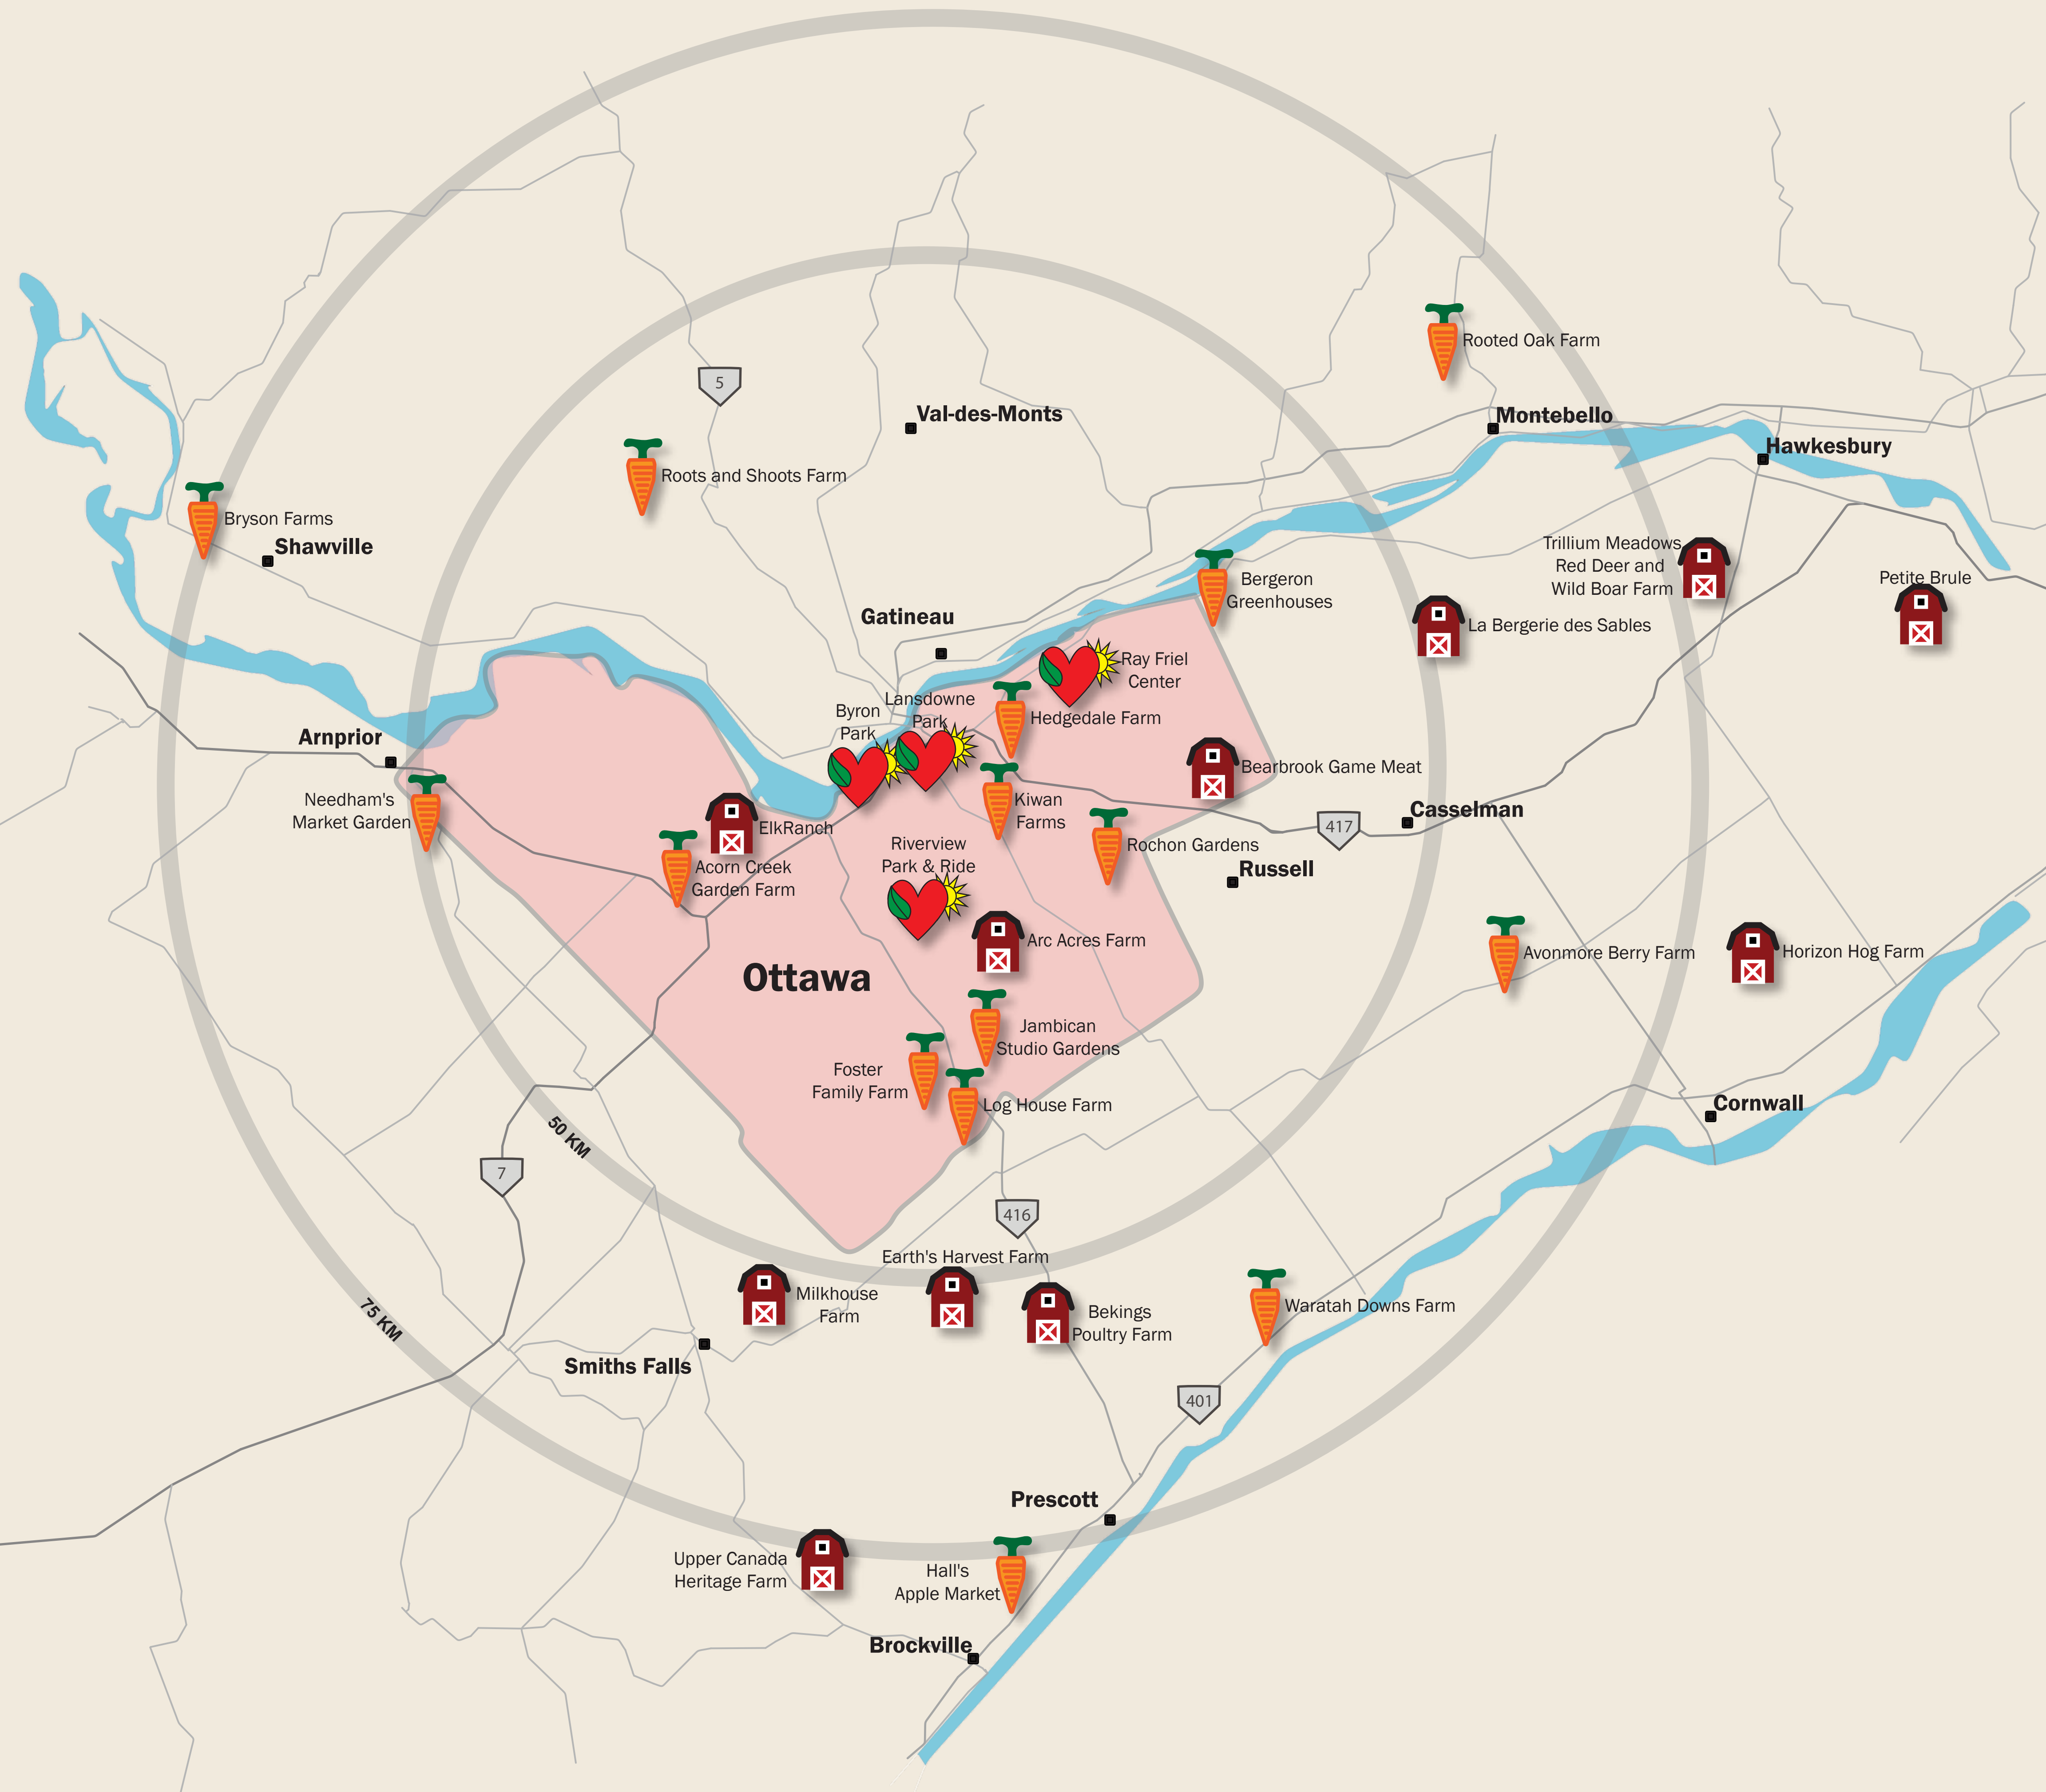 5
Rooted Oak Farm
Val-des-Monts
Montebello
Hawkesbury
Roots and Shoots Farm
Bryson Farms
Shawville
Trillium Meadows
Red Deer and
Wild Boar Farm
Petite Brule
Bergeron
Greenhouses
Gatineau
La Bergerie des Sables
Ray Friel
Center
Lansdowne
Park
Byron
Park
Hedgedale Farm
Arnprior
Bearbrook Game Meat
Needham's
Market Garden
Kiwan
Farms
Casselman
417
ElkRanch
Riverview
Park & Ride
Rochon Gardens
Russell
Acorn Creek
Garden Farm
Arc Acres Farm
Avonmore Berry Farm
Horizon Hog Farm
Ottawa
Jambican
Studio Gardens
Foster
Family Farm
Log House Farm
Cornwall
50 KM
7
416
Earth's Harvest Farm
Milkhouse
Farm
Bekings
Poultry Farm
Waratah Downs Farm
75 KM
Smiths Falls
401
Prescott
Upper Canada
Heritage Farm
Hall's
Apple Market
Brockville